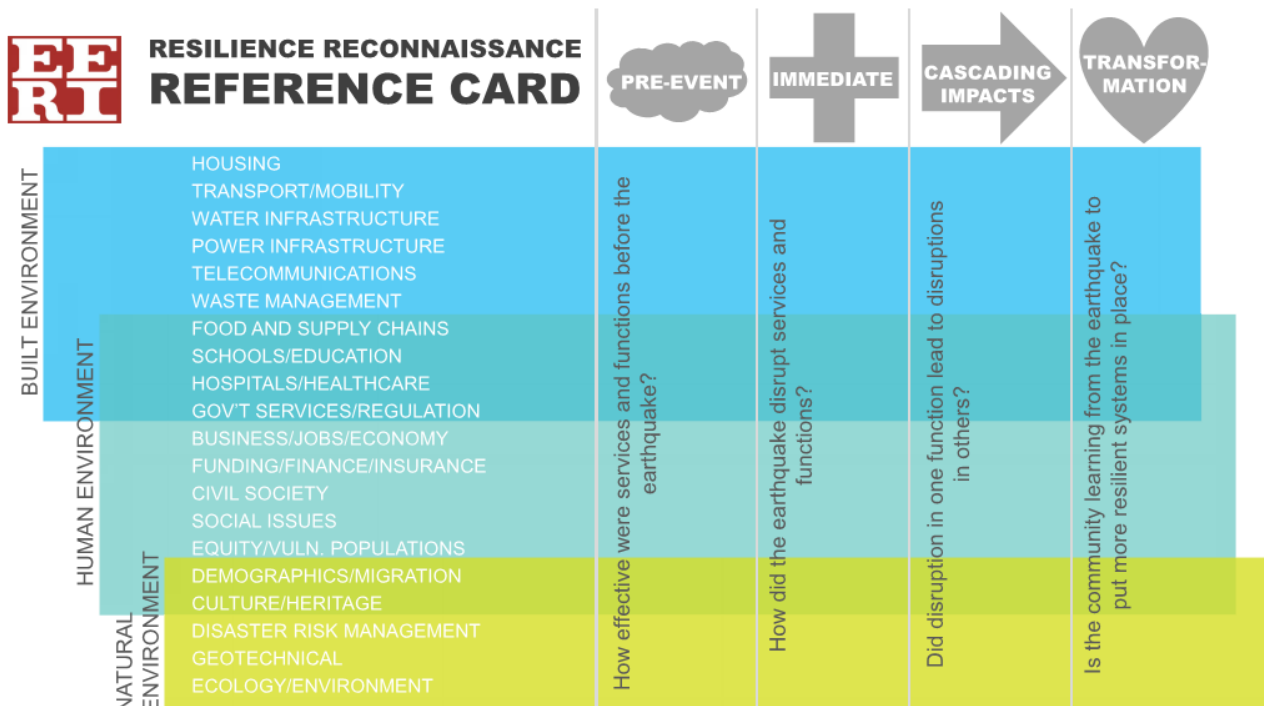 EE
RI
RESILIENCE RECONNAISSANCE
REFERENCE CARD
PRE-EVENT
IMMEDIATE
CASCADING
IMPACTS
TRANSFOR-
MATION
BUILT ENVIRONMENT
HUMAN ENVIRONMENT
NATURAL
ENVIRONMENT
HOUSING
TRANSPORT/MOBILITY
WATER INFRASTRUCTURE
POWER INFRASTRUCTURE
TELECOMMUNICATIONS
WASTE MANAGEMENT
FOOD AND SUPPLY CHAINS
SCHOOLS/EDUCATION
HOSPITALS/HEALTHCARE
GOV'T SERVICES/REGULATION
BUSINESS/JOBS/ECONOMY
FUNDING/FINANCE/INSURANCE
CIVIL SOCIETY
SOCIAL ISSUES
EQUITY/VULN. POPULATIONS
DEMOGRAPHICS/MIGRATION
CULTURE/HERITAGE
DISASTER RISK MANAGEMENT
GEOTECHNICAL
ECOLOGY/ENVIRONMENT
How effective were services and functions before the
earthquake?
How did the earthquake disrupt services and
functions?
Did disruption in one function lead to disruptions
in others?
Is the community learning from the earthquake to
put more resilient systems in place?